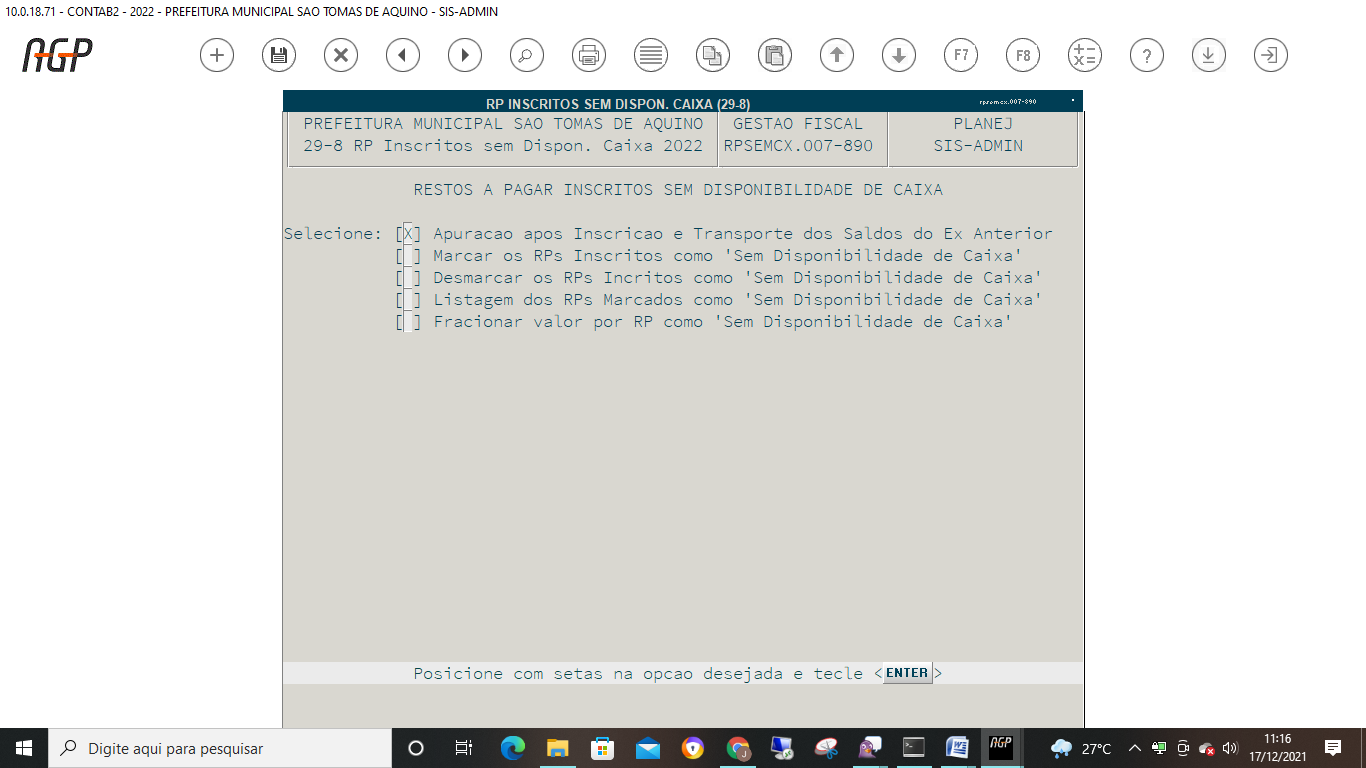 10.0.18.71 - CONTAB2 - 2022 - PREFEITURA MUNICIPAL SAO TOMAS DE AQUINO - SIS-ADMIN
AGP
F7
F8
?
RP INSCRITOS SEM DISPON. CAIXA (29-8)
rpsemcx.007-890
PREFEITURA MUNICIPAL SAO TOMAS DE AQUINO GESTAO FISCAL PLANEJ
29-8 RP Inscritos sem Dispon. Caixa 2022 RPSEMCX.007-890 SIS-ADMIN
RESTOS A PAGAR INSCRITOS SEM DISPONIBILIDADE DE CAIXA
Selecione: [X] Apuracao apos Inscricao e Transporte dos Saldos do Ex Anterior
[ ] Marcar os RPs Inscritos como 'Sem Disponibilidade de Caixa'
[ ] Desmarcar os RPs Incritos como 'Sem Disponibilidade de Caixa'
[ ] Listagem dos RPs Marcados como 'Sem Disponibilidade de Caixa'
[ ] Fracionar valor por RP como 'Sem Disponibilidade de Caixa'
Posicione com setas na opcao desejada e tecle <ENTER>
Digite aqui para pesquisar
AGP
27°C
11:16
17/12/2021